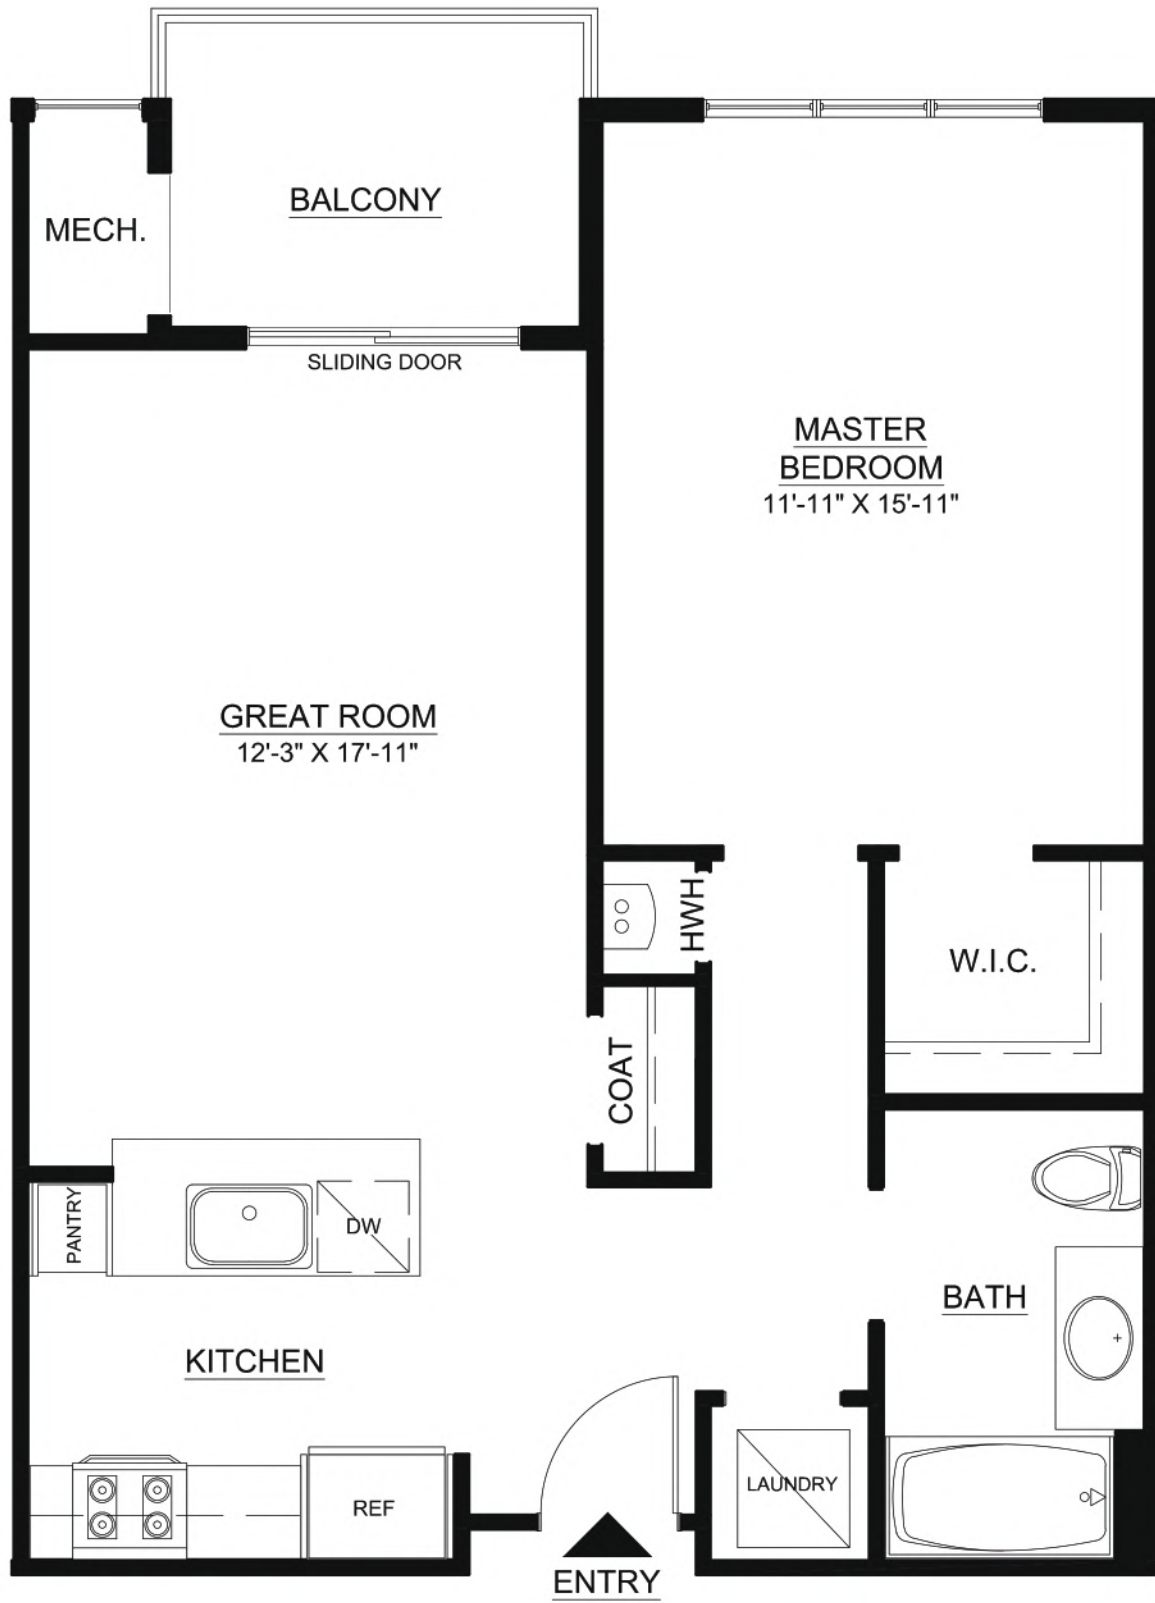 BALCONY
MECH.
SLIDING DOOR
MASTER
BEDROOM
11'-11" X 15'-11"
GREAT ROOM
12'-3" X 17'-11"
HWH
W.I.C.
COAT
PANTRY
DW
BATH
KITCHEN
LAUNDRY
REF
ENTRY